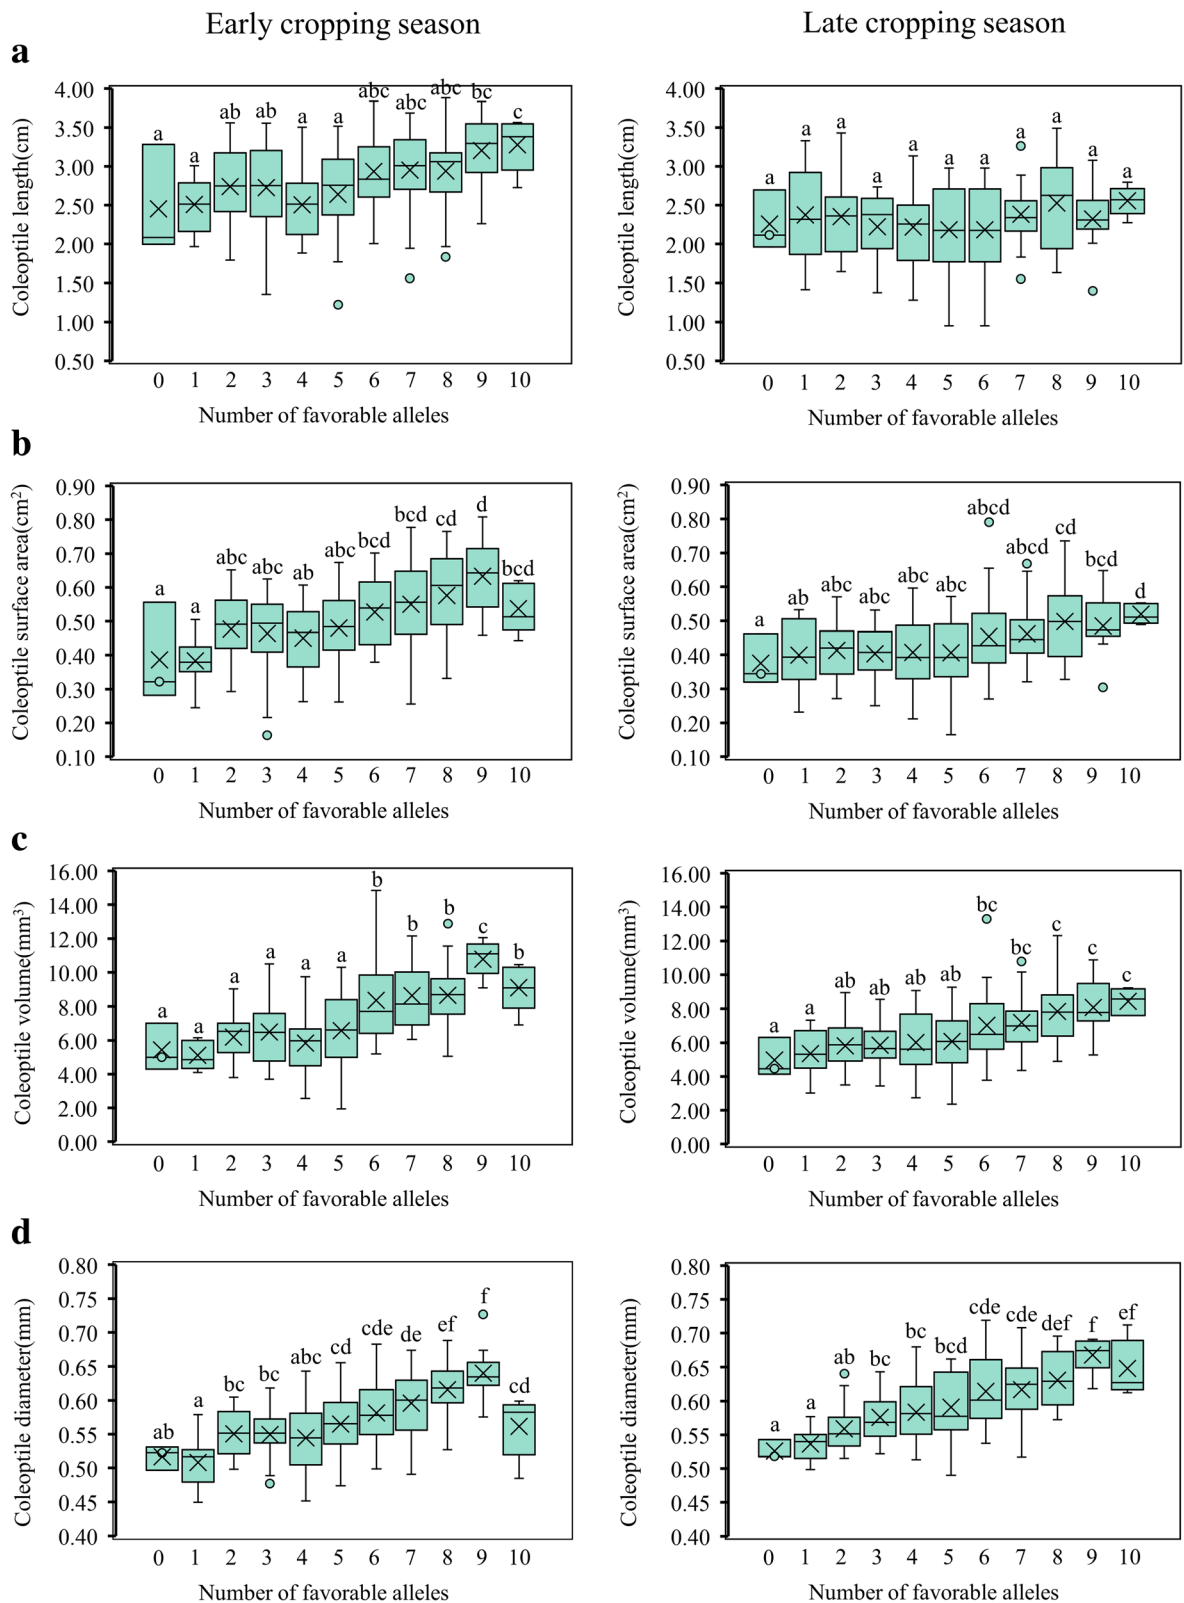 Early cropping season
Late cropping season
a
4.00
3.50
3.00
2.50
2.00
1.50
1.00
0.50
Coleoptile length(cm)
a a ab ab a a abc abc abc bc c
0 1 2 3 4 5 6 7 8 9 10
Number of favorable alleles
4.00
3.50
3.00
2.50
2.00
1.50
1.00
0.50
Coleoptile length(cm)
a a a a a a a a a a a
0 1 2 3 4 5 6 7 8 9 10
Number of favorable alleles
b
0.90
0.80
0.70
0.60
0.50
0.40
0.30
0.20
0.10
Coleoptile surface area(cm²)
a a abc abc ab abc bcd bcd cd d bcd
0 1 2 3 4 5 6 7 8 9 10
Number of favorable alleles
0.90
0.80
0.70
0.60
0.50
0.40
0.30
0.20
0.10
Coleoptile surface area(cm²)
a ab abc abc abc abc abcd abcd cd bcd d
0 1 2 3 4 5 6 7 8 9 10
Number of favorable alleles
c
16.00
14.00
12.00
10.00
8.00
6.00
4.00
2.00
0.00
Coleoptile volume(mm³)
a a a a a a b b b c b
0 1 2 3 4 5 6 7 8 9 10
Number of favorable alleles
16.00
14.00
12.00
10.00
8.00
6.00
4.00
2.00
0.00
Coleoptile volume(mm³)
a a ab ab ab ab bc bc c c c
0 1 2 3 4 5 6 7 8 9 10
Number of favorable alleles
d
0.80
0.75
0.70
0.65
0.60
0.55
0.50
0.45
0.40
Coleoptile diameter(mm)
ab a bc bc abc cd cde de ef f cd
0 1 2 3 4 5 6 7 8 9 10
Number of favorable alleles
0.80
0.75
0.70
0.65
0.60
0.55
0.50
0.45
0.40
Coleoptile diameter(mm)
a a ab bc bc bcd cde cde def f ef
0 1 2 3 4 5 6 7 8 9 10
Number of favorable alleles